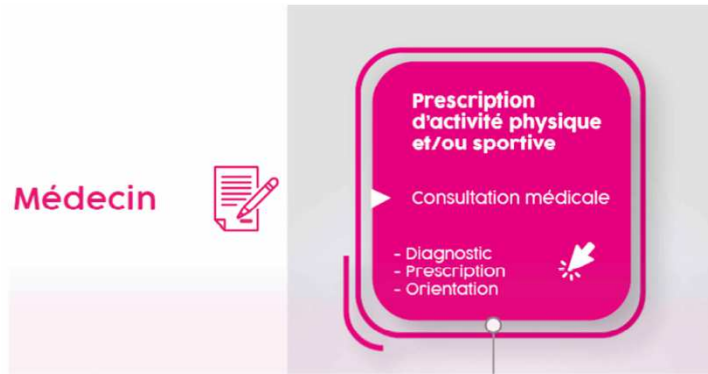 Médecin
Prescription
d'activité physique
et/ou sportive
Consultation médicale
- Diagnostic
- Prescription
- Orientation